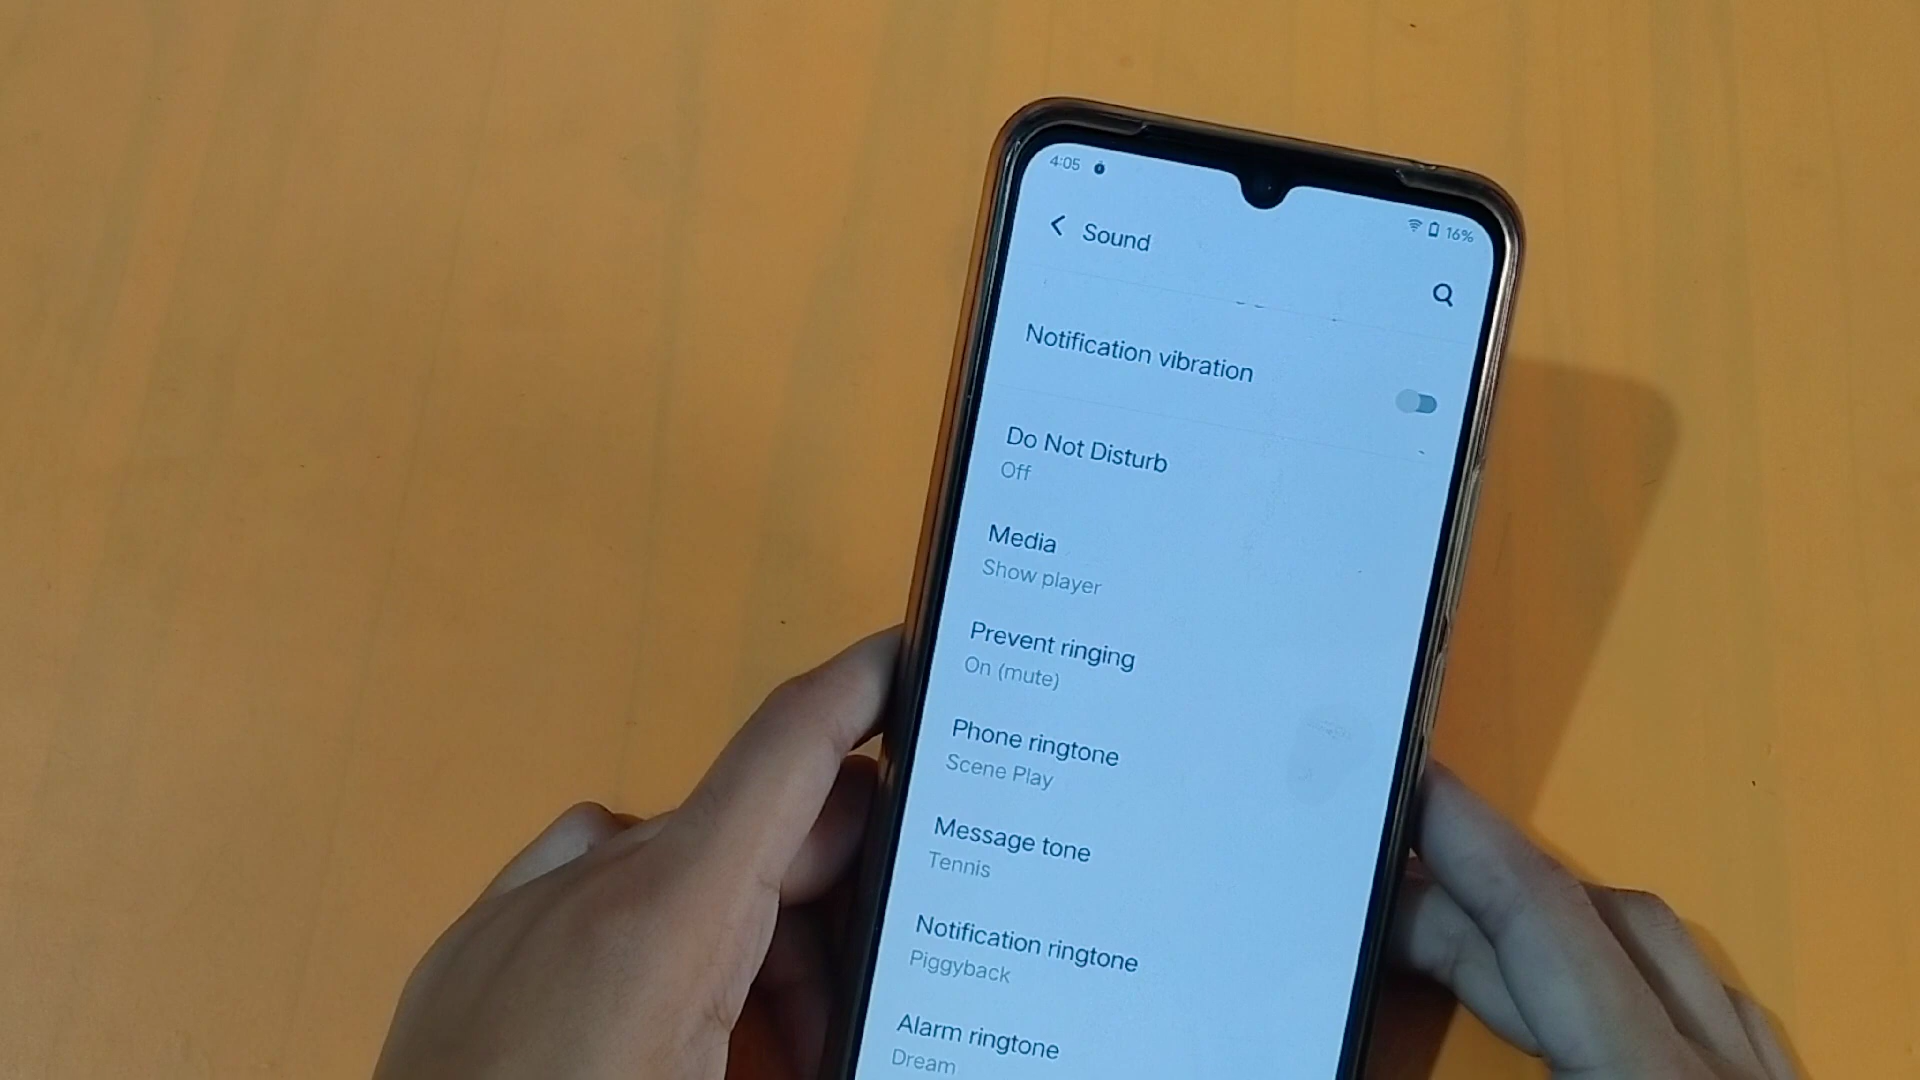 4:05
16%
Sound
Notification vibration
Do Not Disturb
Off
Media
Show player
Prevent ringing
On (mute)
Phone ringtone
Scene Play
Message tone
Tennis
Notification ringtone
Piggyback
Alarm ringtone
Dream